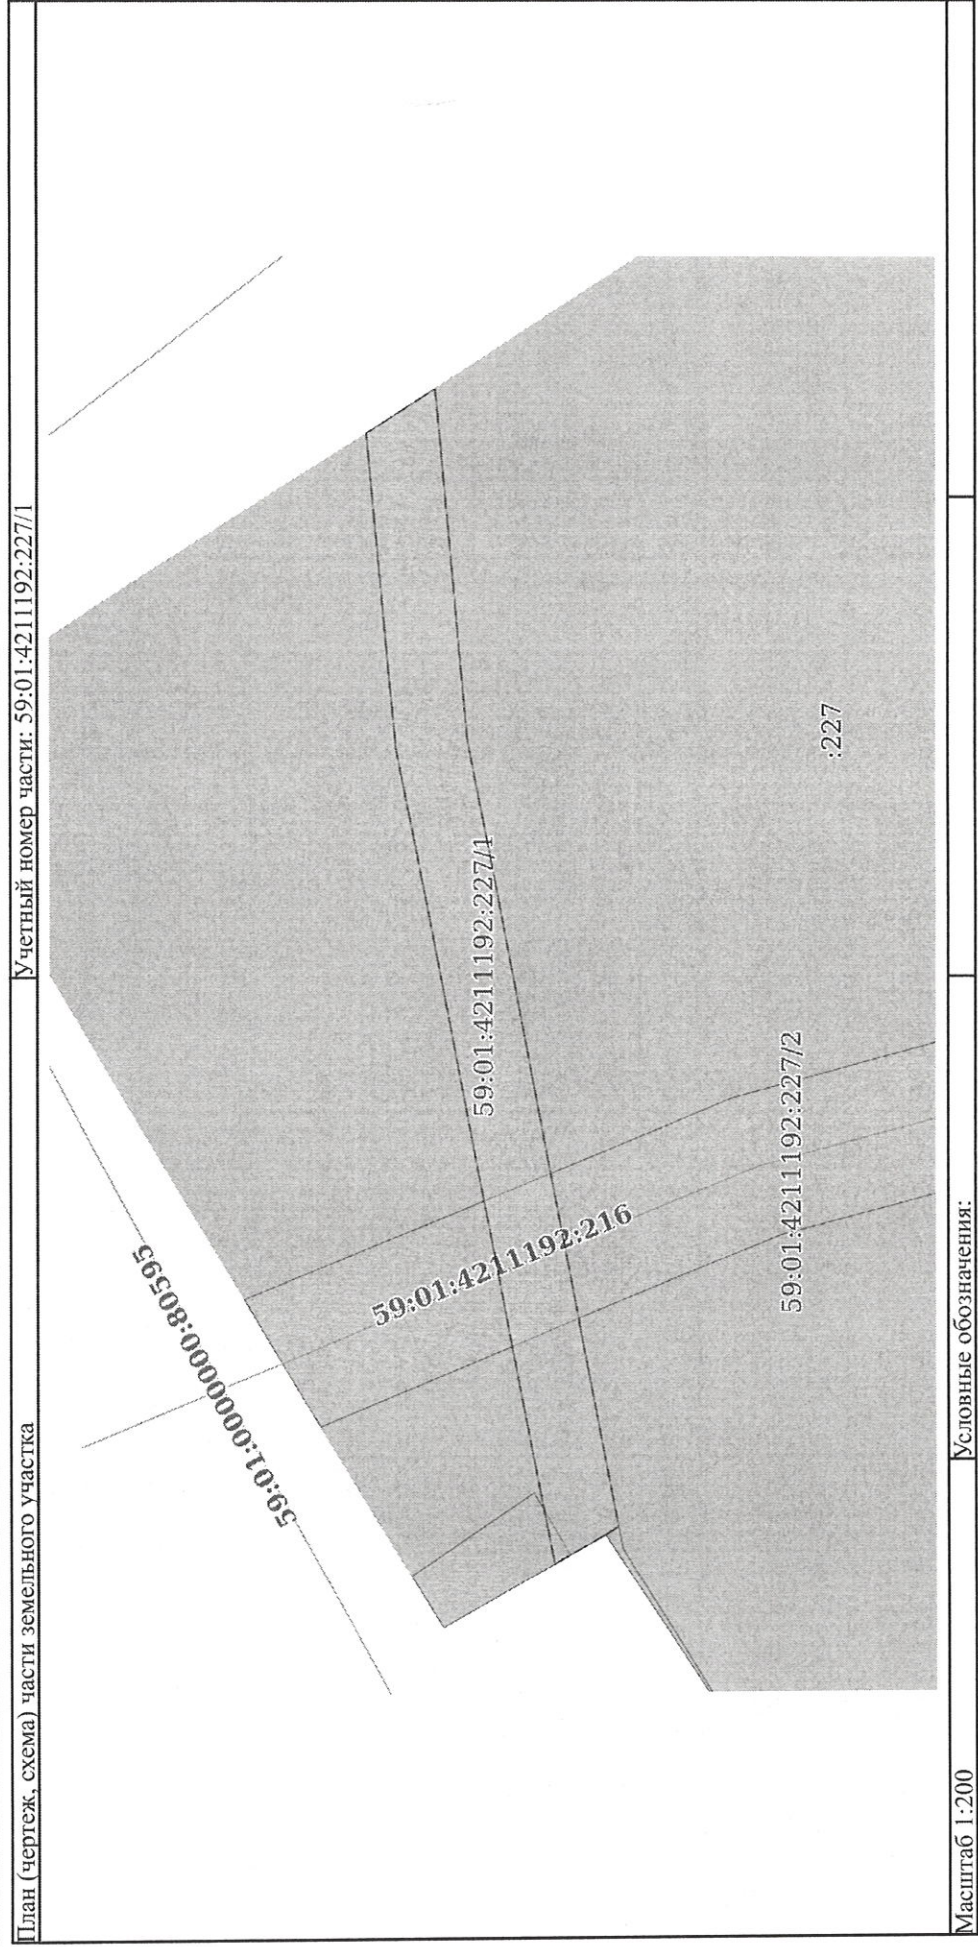 План (чертеж, схема) части земельного участка
Учетный номер части: 59:01:4211192:227/1
59:01:0000000:80595
59:01:4211192:216
59:01:4211192:227/1
59:01:4211192:227/2
:227
Масштаб 1:200
Условные обозначения: